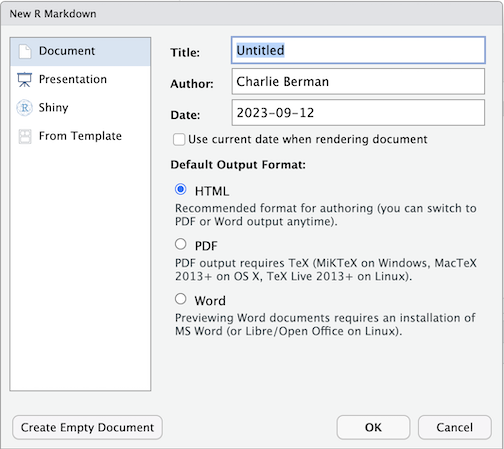 New R Markdown
Document
Presentation
Shiny
From Template
Title: Untitled
Author: Charlie Berman
Date: 2023-09-12
Use current date when rendering document
Default Output Format:
HTML
Recommended format for authoring (you can switch to
PDF or Word output anytime).
PDF
PDF output requires TeX (MiKTeX on Windows, MacTeX
2013+ on OS X, TeX Live 2013+ on Linux).
Word
Previewing Word documents requires an installation of
MS Word (or Libre/Open Office on Linux).
Create Empty Document
OK
Cancel